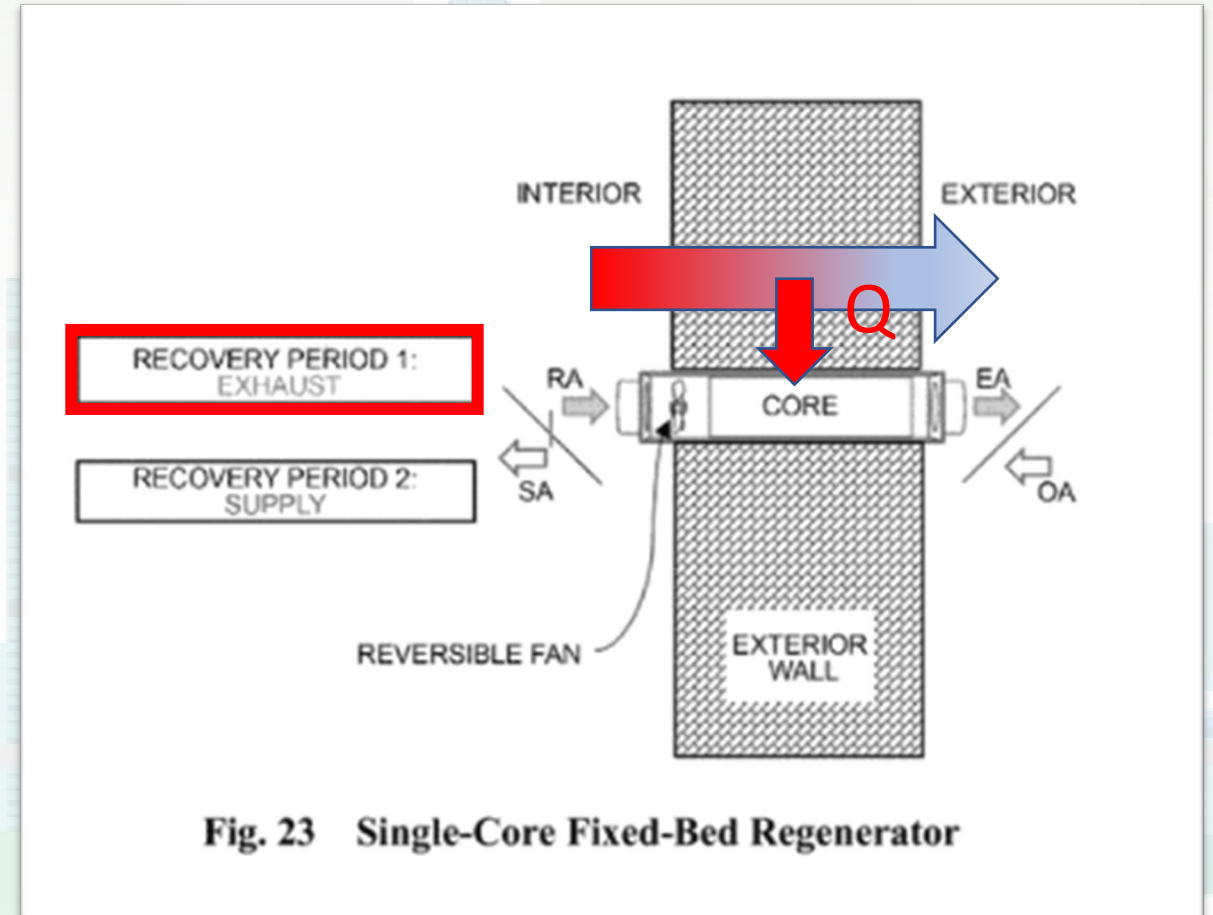 INTERIOR
EXTERIOR
Q
RECOVERY PERIOD 1:
EXHAUST
RA
CORE
EA
RECOVERY PERIOD 2:
SUPPLY
SA
OA
REVERSIBLE FAN
EXTERIOR
WALL
Fig. 23 Single-Core Fixed-Bed Regenerator